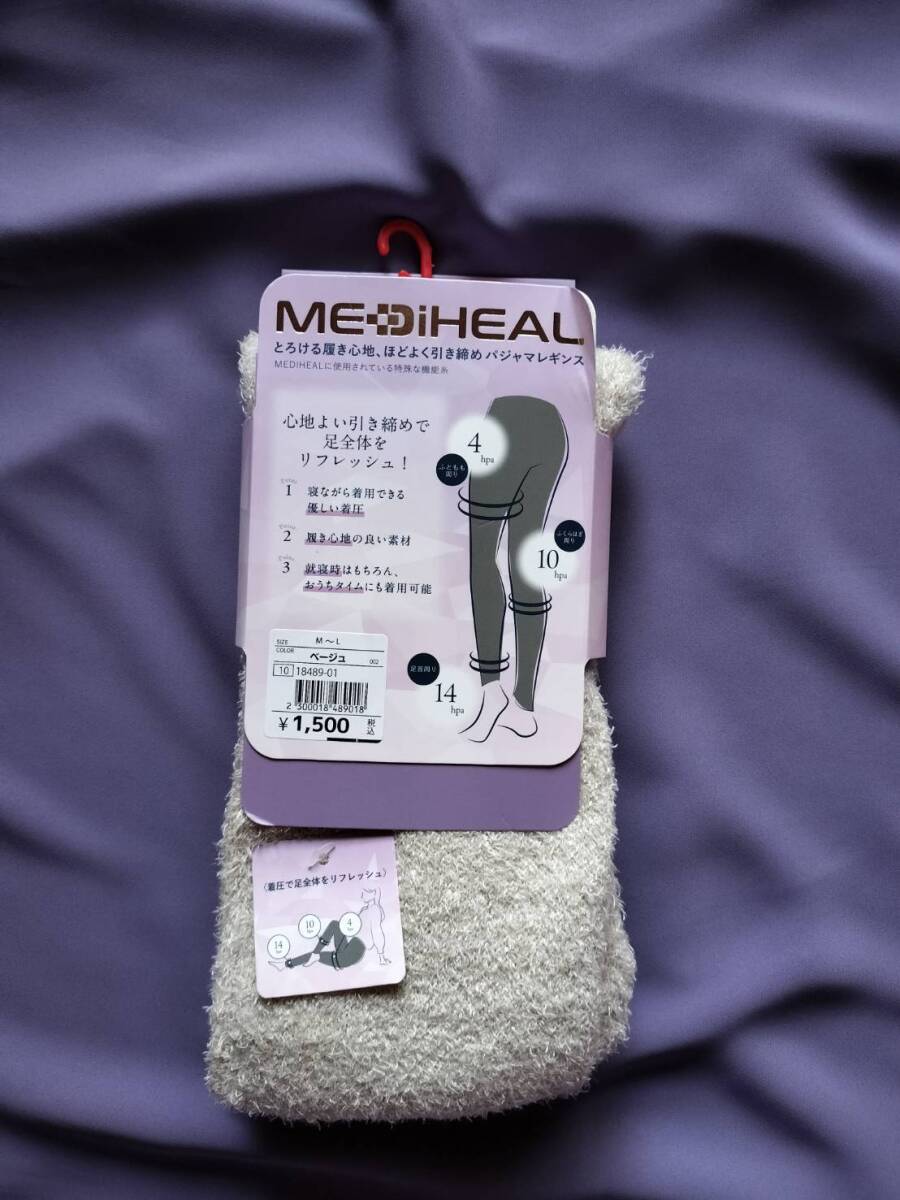 MEDiHEAL
とろける履き心地、ほどよく引き締め パジャマレギンス
MEDIHEALに使用されている特殊な機能糸
心地よい引き締めで
足全体を
リフレッシュ！
1 寝ながら着用できる
優しい着圧
2 履き心地の良い素材
3 就寝時はもちろん、
おうちタイムにも着用可能
4 hpa
ふともも
周り
ふくらはぎ
周り
10 hpa
足首周り
14 hpa
SIZE M～L
COLOR ベージュ 002
10 18489-01
2 300018 489018
¥1,500 税込
〈着圧で足全体をリフレッシュ〉
14
10
4